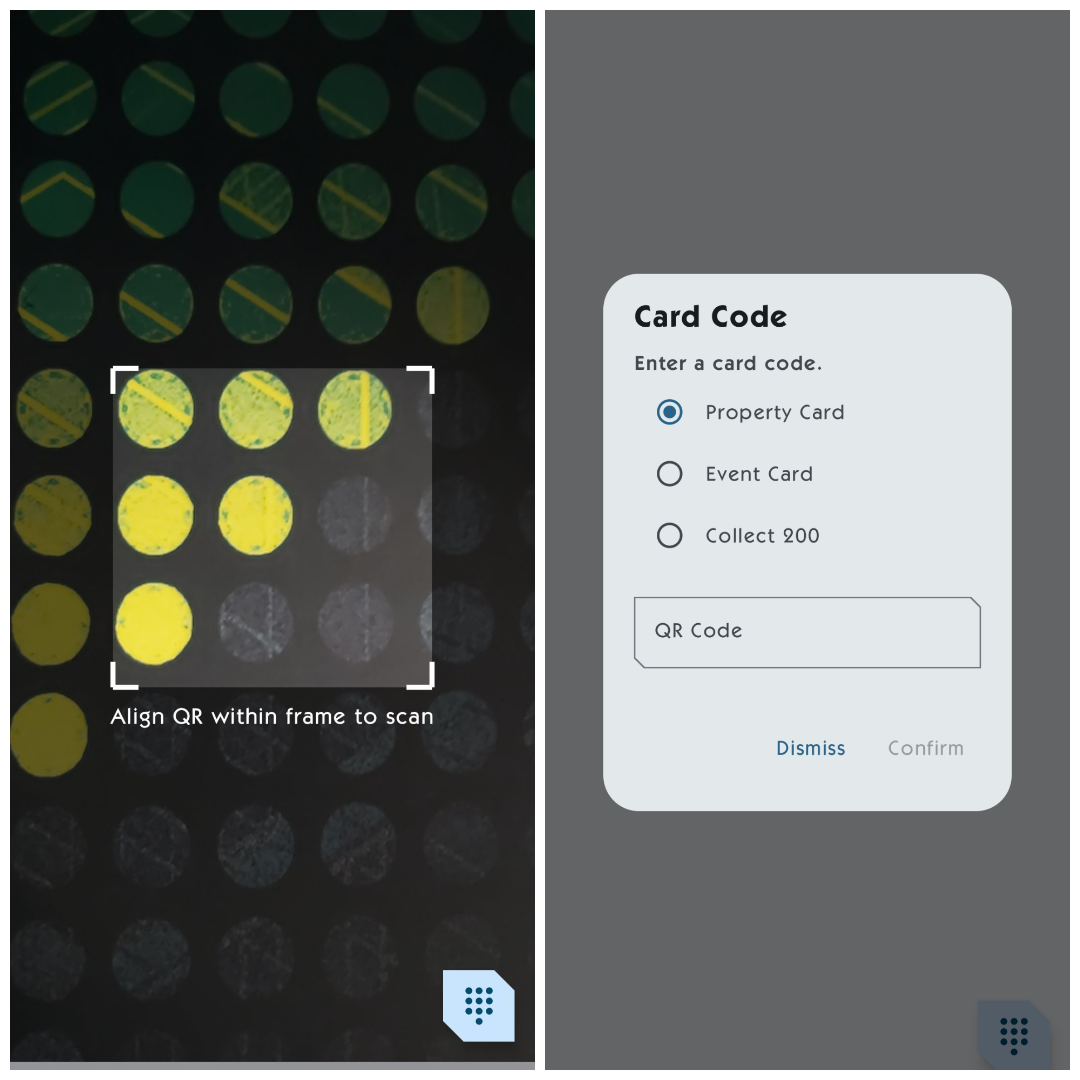 Align QR within frame to scan
Card Code
Enter a card code.
Property Card
Event Card
Collect 200
QR Code
Dismiss
Confirm